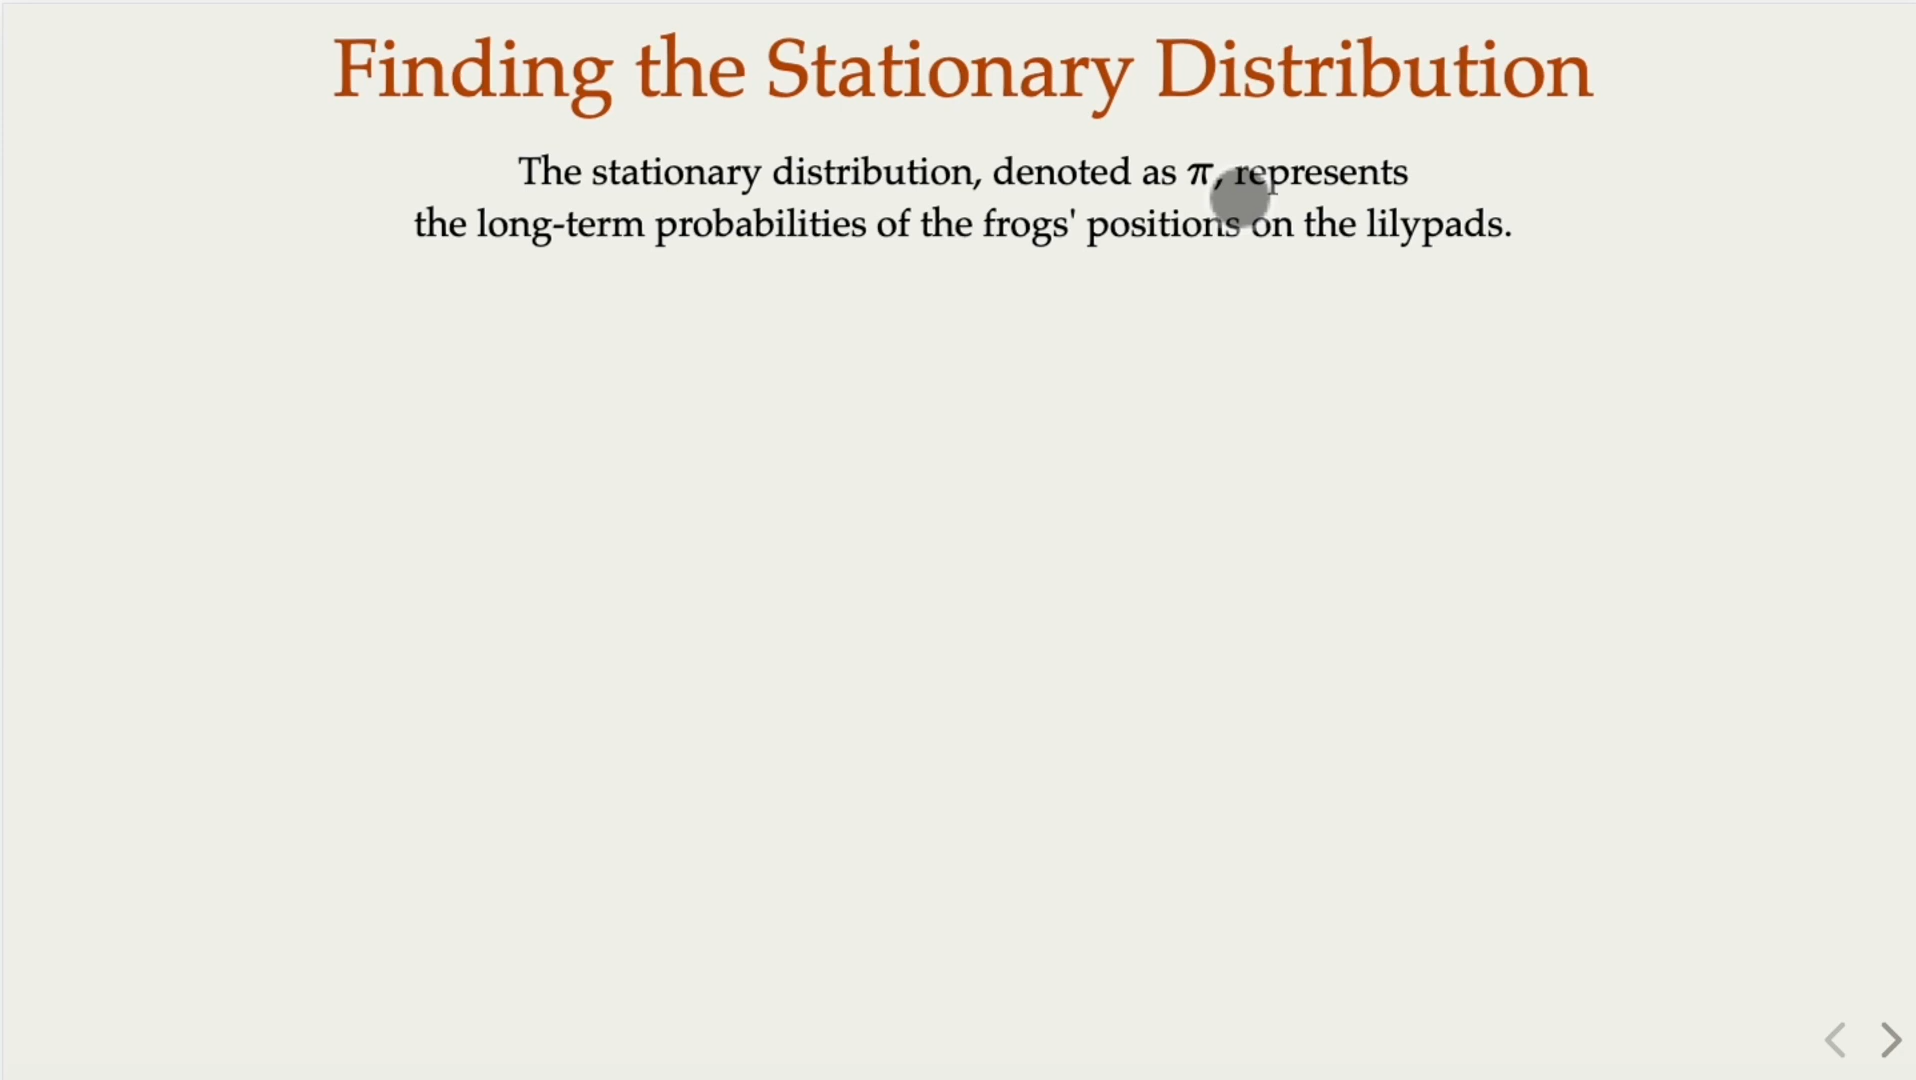 Finding the Stationary Distribution
The stationary distribution, denoted as π, represents
the long-term probabilities of the frogs' positions on the lilypads.